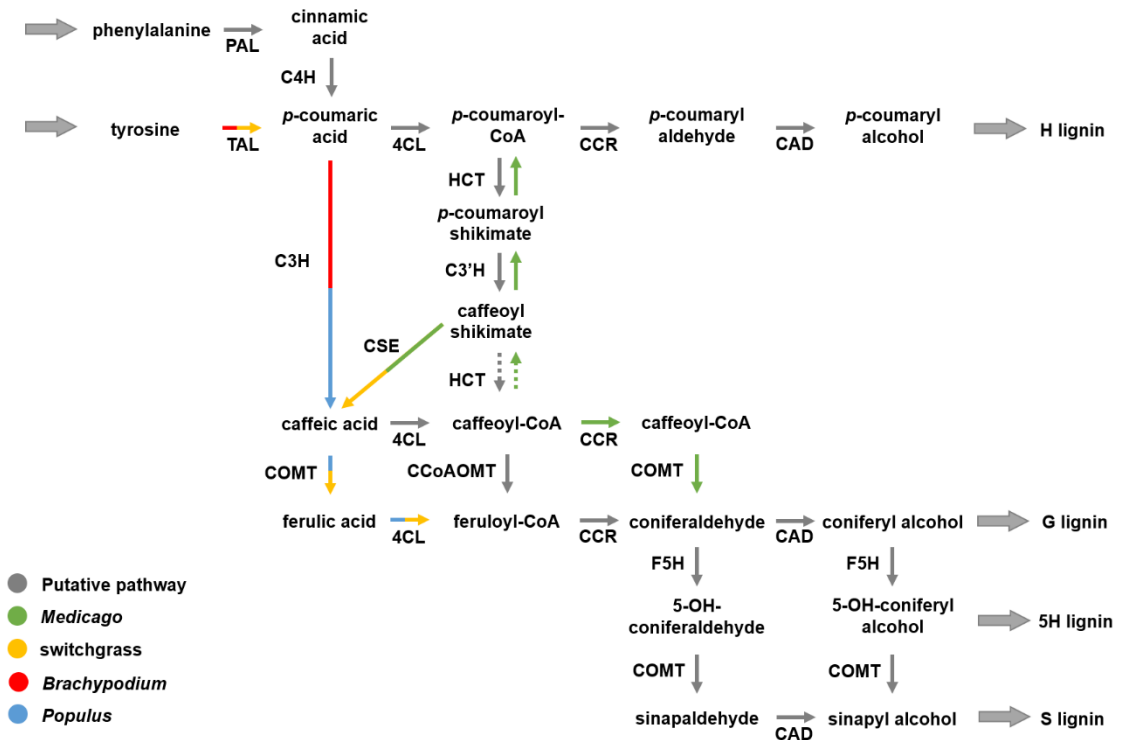 cinnamic
phenylalanine
acid
PAL
C4H
p-coumaric
p-coumaroyl-
p-coumaryl
p-coumaryl
tyrosine
acid
CoA
aldehyde
alcohol
H lignin
TAL
4CL
CCR
CAD
HCT
p-coumaroyl
shikimate
C3H
C3’H
caffeoyl
shikimate
CSE
HCT
caffeic acid
caffeoyl-CoA
caffeoyl-CoA
4CL
CCR
COMT
CCoAOMT
COMT
ferulic acid
feruloyl-CoA
coniferaldehyde
coniferyl alcohol
G lignin
4CL
CCR
CAD
F5H
F5H
5-OH-
coniferaldehyde
5-OH-coniferyl
alcohol
5H lignin
COMT
COMT
sinapaldehyde
sinapyl alcohol
S lignin
CAD
Putative pathway
Medicago
switchgrass
Brachypodium
Populus